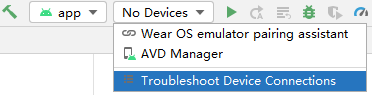 app
No Devices
Wear OS emulator pairing assistant
AVD Manager
Troubleshoot Device Connections